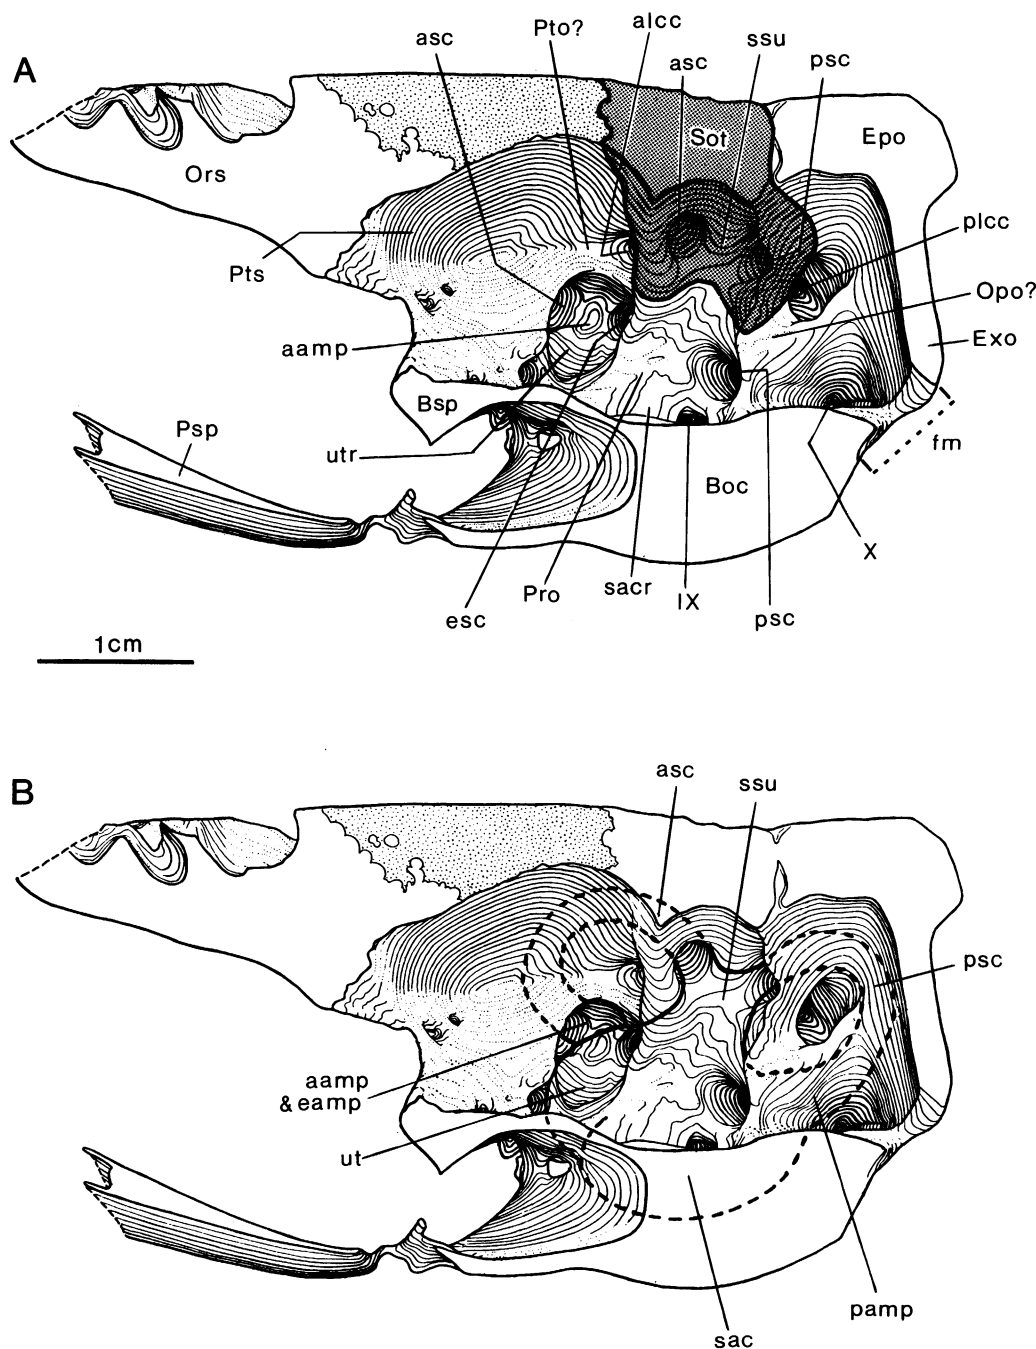 A
asc
Pto?
alcc
asc
ssu
psc
Sot
Epo
Ors
plcc
Pts
Opo?
aamp
Exo
Bsp
Psp
utr
fm
Boc
X
Pro
sacr
IX
esc
psc
1cm
B
asc
ssu
psc
aamp
& eamp
ut
pamp
sac